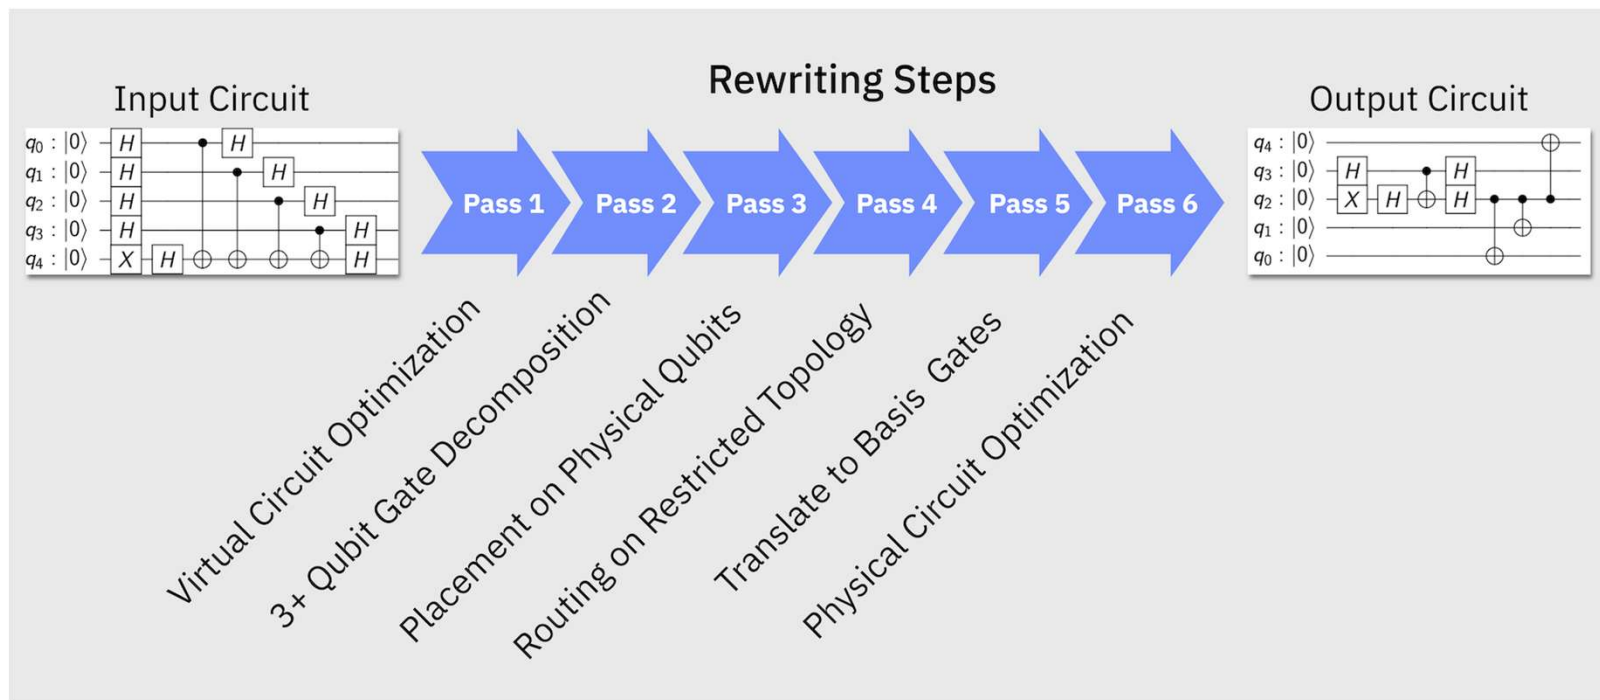 Rewriting Steps
Input Circuit
q₀ : |0⟩ H H
q₁ : |0⟩ H H
q₂ : |0⟩ H H
q₃ : |0⟩ H H
q₄ : |0⟩ X H H
Pass 1
Pass 2
Pass 3
Pass 4
Pass 5
Pass 6
Output Circuit
q₄ : |0⟩
q₃ : |0⟩ H H
q₂ : |0⟩ X H H
q₁ : |0⟩
q₀ : |0⟩
Virtual Circuit Optimization
3+ Qubit Gate Decomposition
Placement on Physical Qubits
Routing on Restricted Topology
Translate to Basis Gates
Physical Circuit Optimization